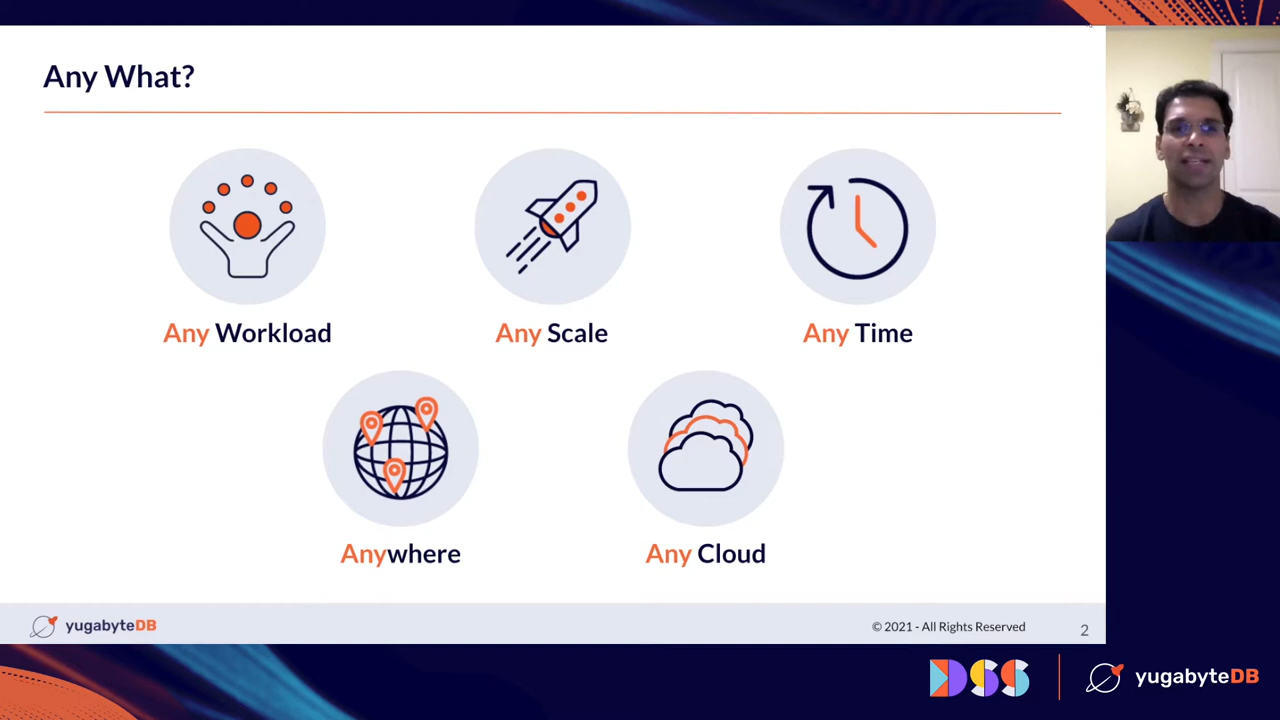 Any What?
Any Workload
Any Scale
Any Time
Anywhere
Any Cloud
yugabyteDB
© 2021 - All Rights Reserved
2
DSS
yugabyteDB